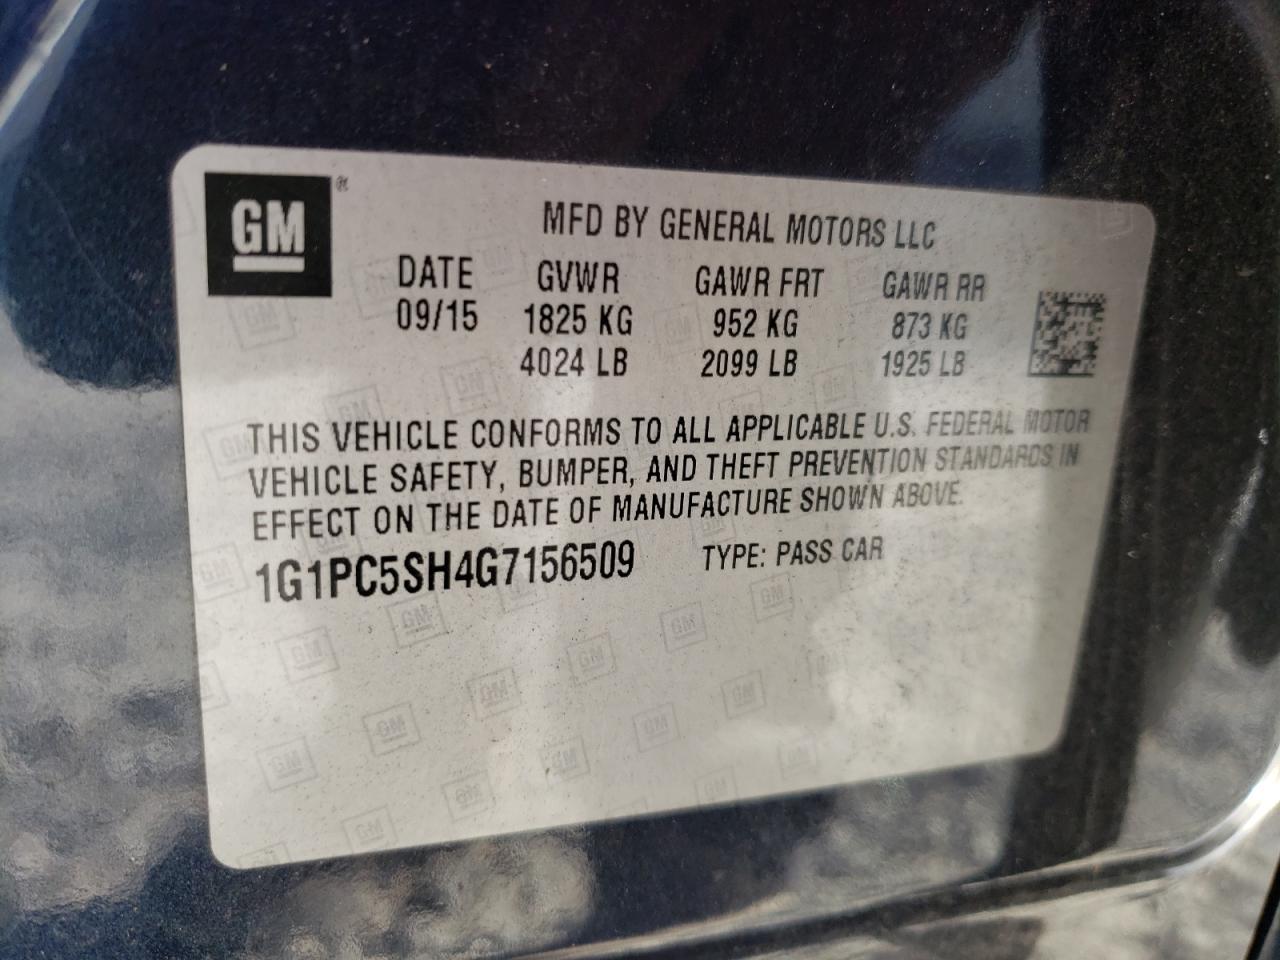 GM ®
MFD BY GENERAL MOTORS LLC
DATE GVWR GAWR FRT GAWR RR
09/15 1825 KG 952 KG 873 KG
4024 LB 2099 LB 1925 LB
THIS VEHICLE CONFORMS TO ALL APPLICABLE U.S. FEDERAL MOTOR
VEHICLE SAFETY, BUMPER, AND THEFT PREVENTION STANDARDS IN
EFFECT ON THE DATE OF MANUFACTURE SHOWN ABOVE.
1G1PC5SH4G7156509 TYPE: PASS CAR